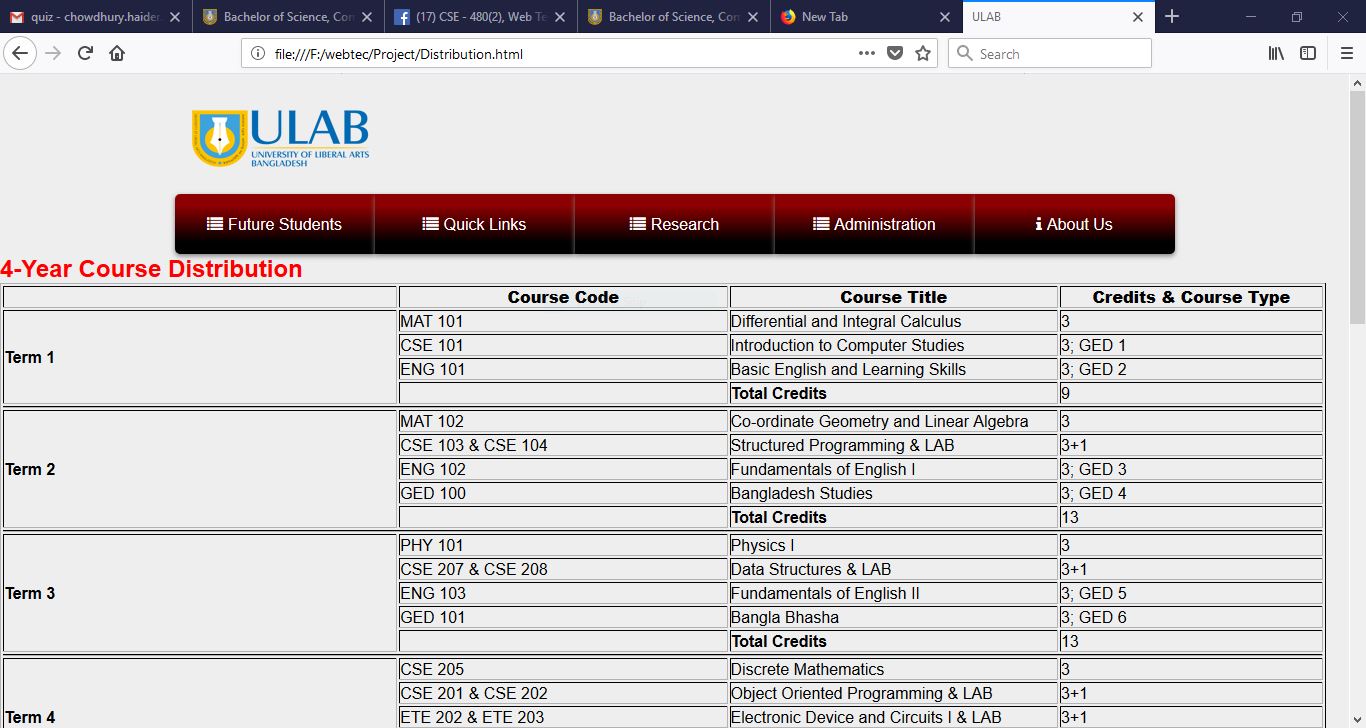 quiz - chowdhury.haider. Bachelor of Science, Com (17) CSE - 480(2), Web Te Bachelor of Science, Com New Tab ULAB
file:///F:/webtec/Project/Distribution.html Search
ULAB
UNIVERSITY OF LIBERAL ARTS
BANGLADESH
Future Students Quick Links Research Administration About Us
4-Year Course Distribution
Course Code Course Title Credits & Course Type
Term 1
MAT 101 Differential and Integral Calculus 3
CSE 101 Introduction to Computer Studies 3; GED 1
ENG 101 Basic English and Learning Skills 3; GED 2
Total Credits 9
Term 2
MAT 102 Co-ordinate Geometry and Linear Algebra 3
CSE 103 & CSE 104 Structured Programming & LAB 3+1
ENG 102 Fundamentals of English I 3; GED 3
GED 100 Bangladesh Studies 3; GED 4
Total Credits 13
Term 3
PHY 101 Physics I 3
CSE 207 & CSE 208 Data Structures & LAB 3+1
ENG 103 Fundamentals of English II 3; GED 5
GED 101 Bangla Bhasha 3; GED 6
Total Credits 13
Term 4
CSE 205 Discrete Mathematics 3
CSE 201 & CSE 202 Object Oriented Programming & LAB 3+1
ETE 202 & ETE 203 Electronic Device and Circuits I & LAB 3+1